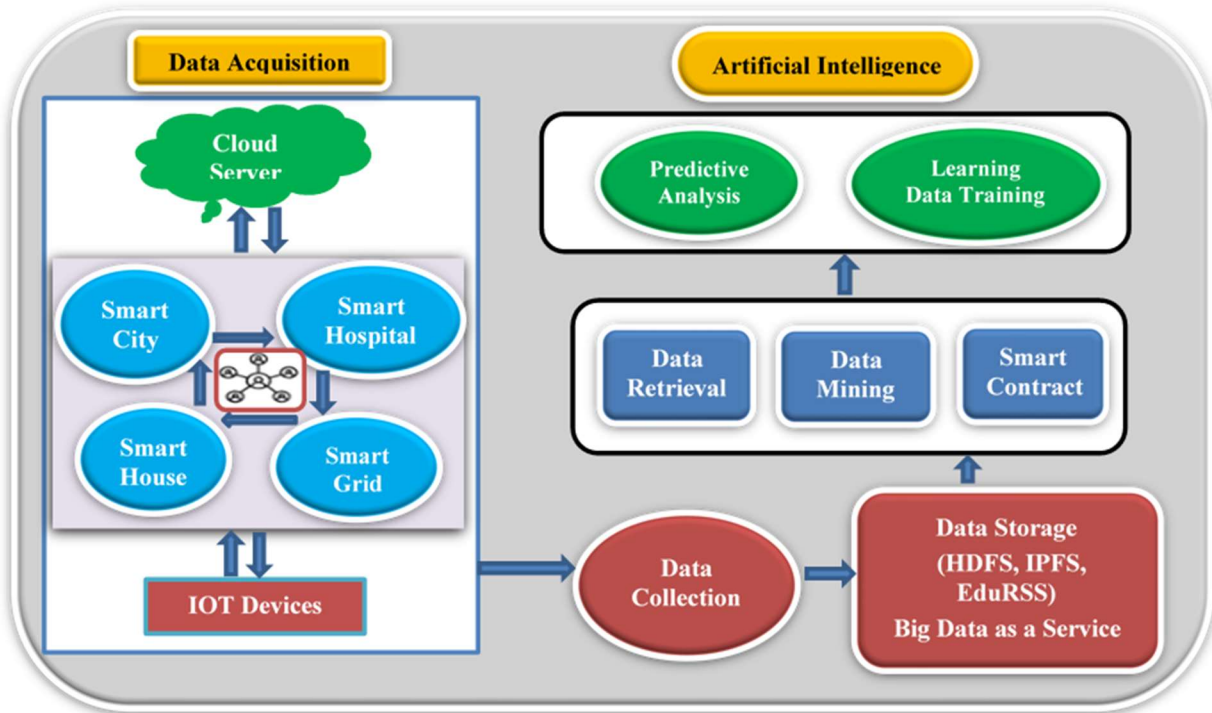 Data Acquisition
Cloud
Server
Smart
City
Smart
Hospital
Smart
House
Smart
Grid
IOT Devices
Artificial Intelligence
Predictive
Analysis
Learning
Data Training
Data
Retrieval
Data
Mining
Smart
Contract
Data
Collection
Data Storage
(HDFS, IPFS,
EduRSS)
Big Data as a Service